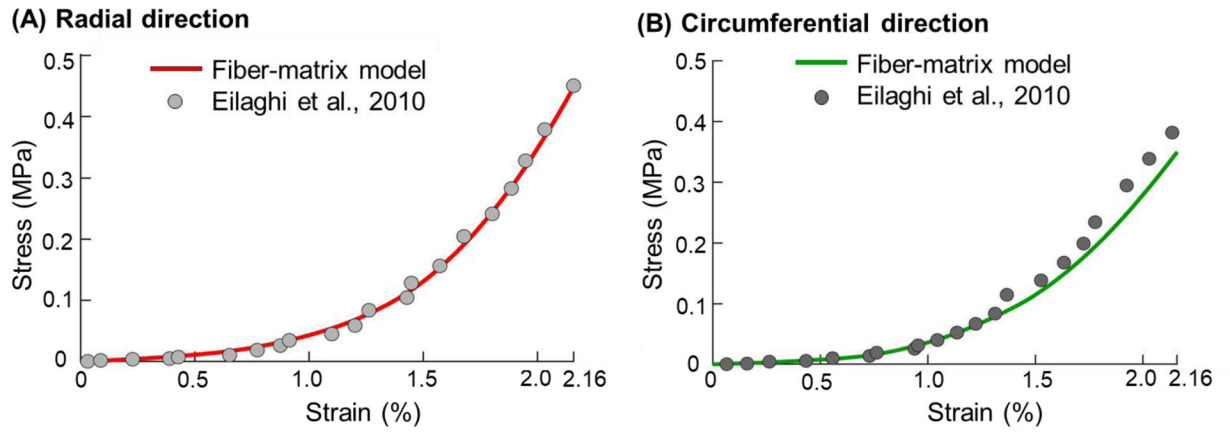 (A) Radial direction
Fiber-matrix model
Eilaghi et al., 2010
Stress (MPa)
0.5
0.4
0.3
0.2
0.1
0
0.5
1.0
1.5
2.0
2.16
Strain (%)
(B) Circumferential direction
Fiber-matrix model
Eilaghi et al., 2010
Stress (MPa)
0.5
0.4
0.3
0.2
0.1
0
0
0.5
1.0
1.5
2.0
2.16
Strain (%)